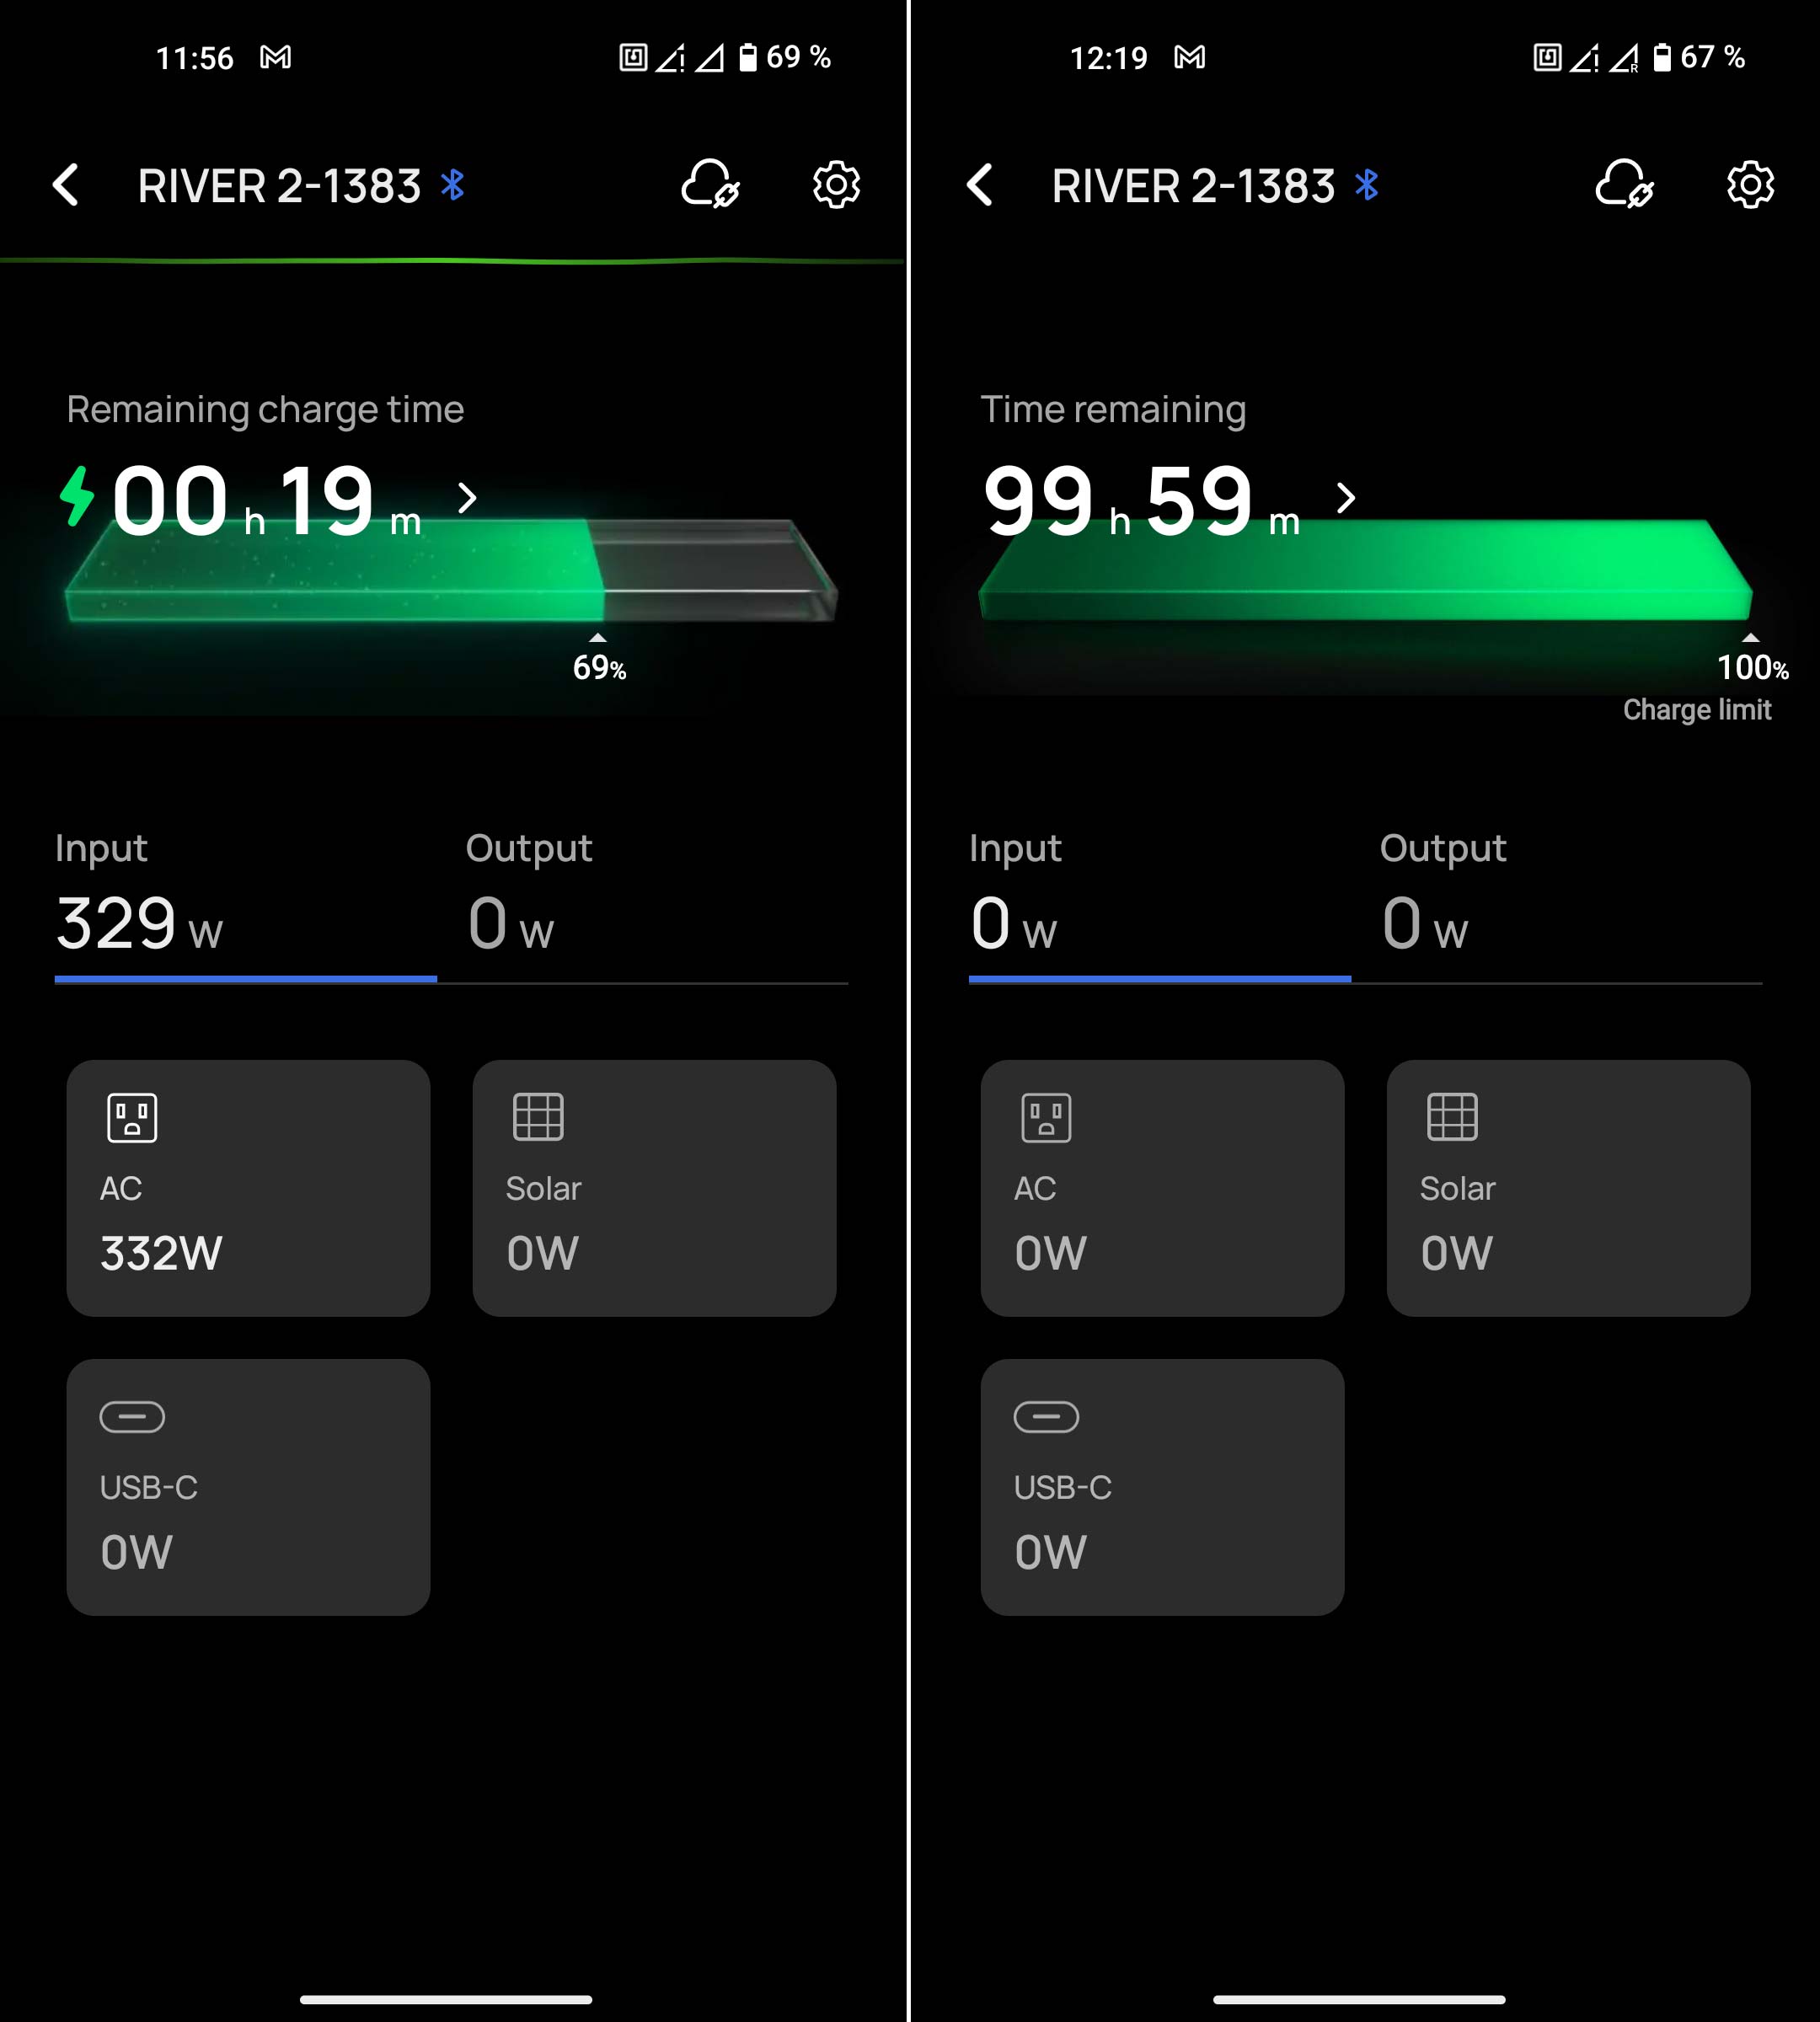 11:56
69 %
RIVER 2-1383
Remaining charge time
00 h 19 m
69%
Input
Output
329 W
0 W
AC
Solar
332W
0W
USB-C
0W
12:19
R
67 %
RIVER 2-1383
Time remaining
99 h 59 m
100%
Charge limit
Input
Output
0 W
0 W
AC
Solar
0W
0W
USB-C
0W